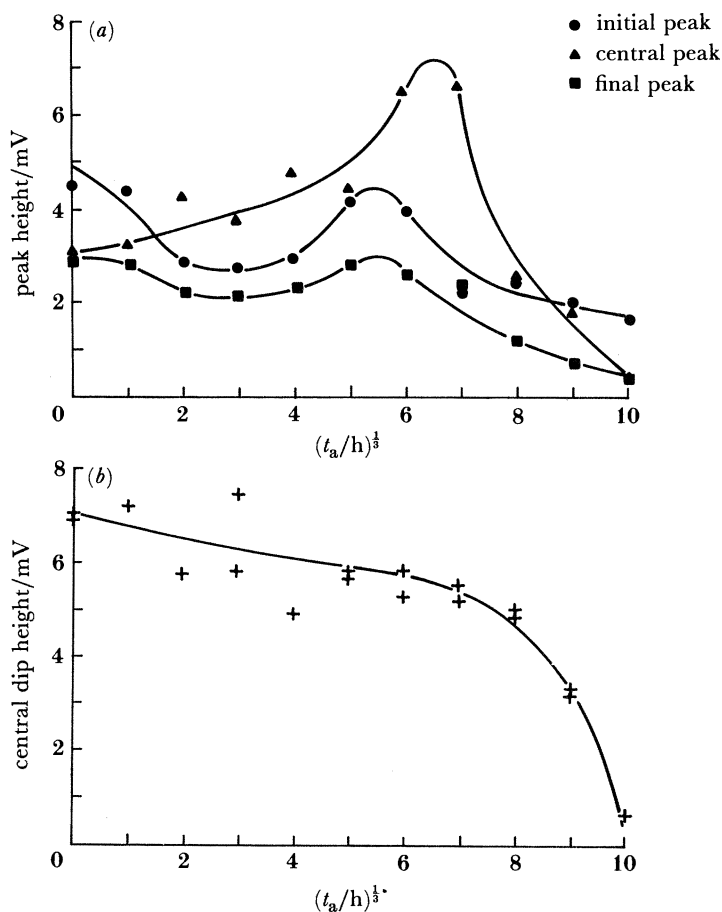 8
(a)
● initial peak
▲ central peak
■ final peak
6
4
2
0
peak height/mV
0 2 4 6 8 10
(tₐ/h)^⅓
8
(b)
6
4
2
0
central dip height/mV
0 2 4 6 8 10
(tₐ/h)^⅓·